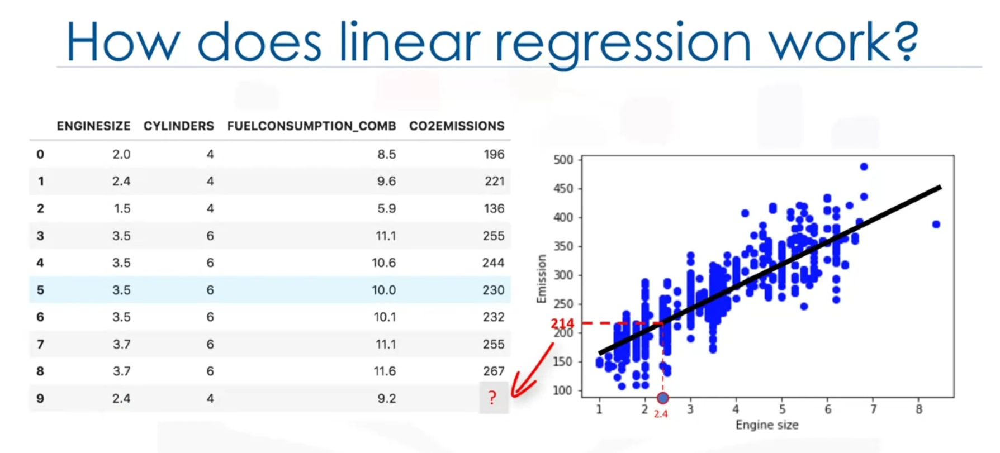 How does linear regression work?
ENGINESIZE CYLINDERS FUELCONSUMPTION_COMB CO2EMISSIONS
0 2.0 4 8.5 196
1 2.4 4 9.6 221
2 1.5 4 5.9 136
3 3.5 6 11.1 255
4 3.5 6 10.6 244
5 3.5 6 10.0 230
6 3.5 6 10.1 232
7 3.7 6 11.1 255
8 3.7 6 11.6 267
9 2.4 4 9.2 ?
500
450
400
350
300
250
214
200
150
100
Emission
1 2 3 4 5 6 7 8
2.4
Engine size